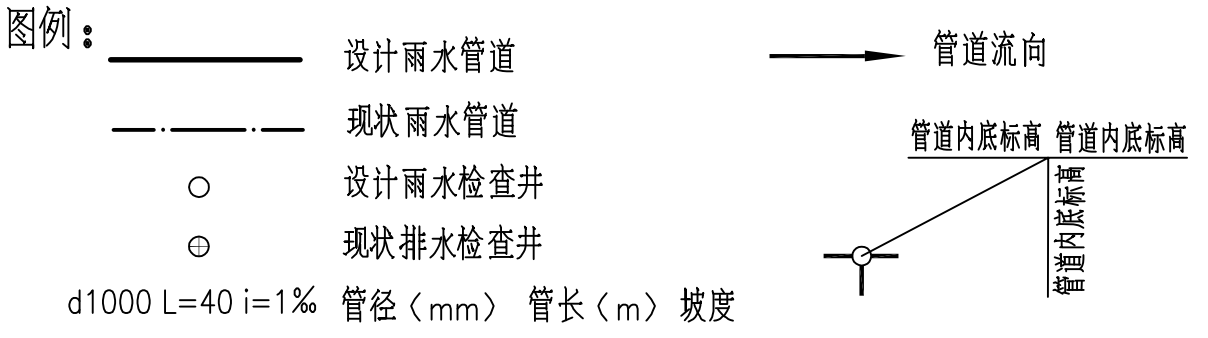 图例：
设计雨水管道
管道流向
现状雨水管道
管道内底标高 管道内底标高
管道内底标高
设计雨水检查井
现状排水检查井
d1000 L=40 i=1‰ 管径（mm） 管长（m） 坡度